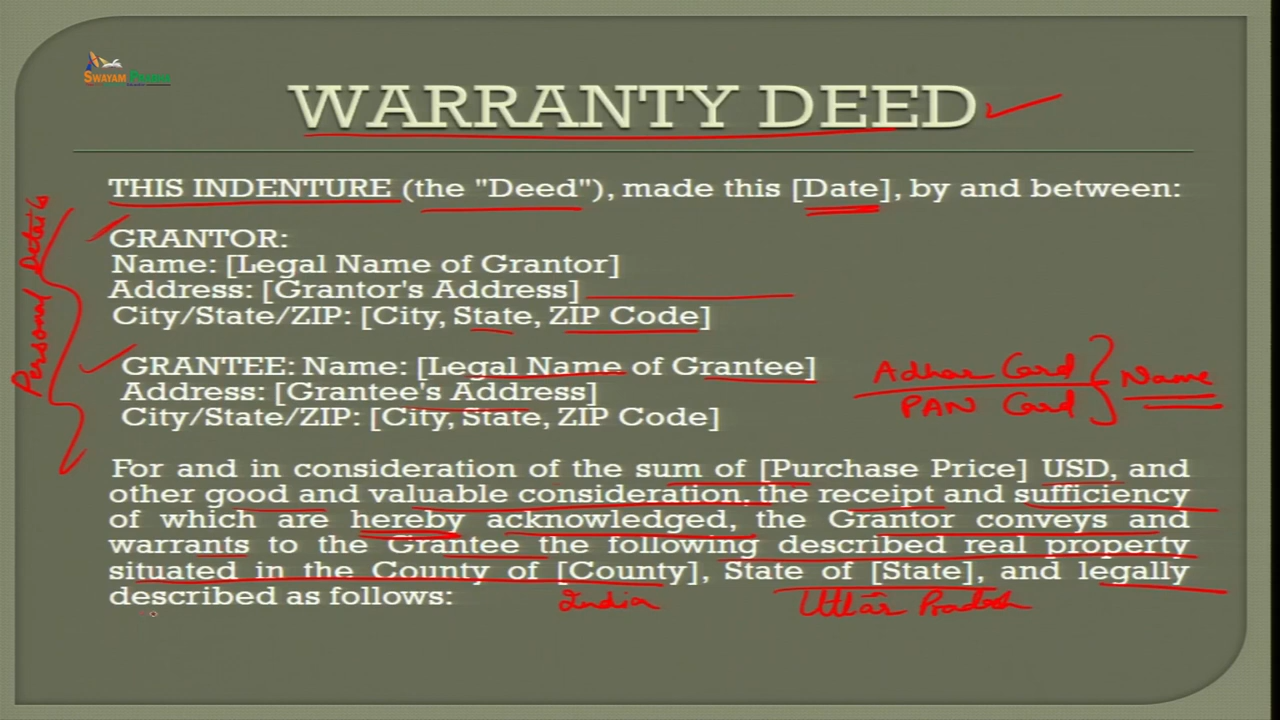 SWAYAM Prabha
WARRANTY DEED
THIS INDENTURE (the "Deed"), made this [Date], by and between:
GRANTOR:
Name: [Legal Name of Grantor]
Address: [Grantor's Address]
City/State/ZIP: [City, State, ZIP Code]
Personal Details
GRANTEE: Name: [Legal Name of Grantee]
Address: [Grantee's Address]
City/State/ZIP: [City, State, ZIP Code]
Adhar Card
PAN Card
Name
For and in consideration of the sum of [Purchase Price] USD, and
other good and valuable consideration, the receipt and sufficiency
of which are hereby acknowledged, the Grantor conveys and
warrants to the Grantee the following described real property
situated in the County of [County], State of [State], and legally
described as follows:
India
Uttar Pradesh